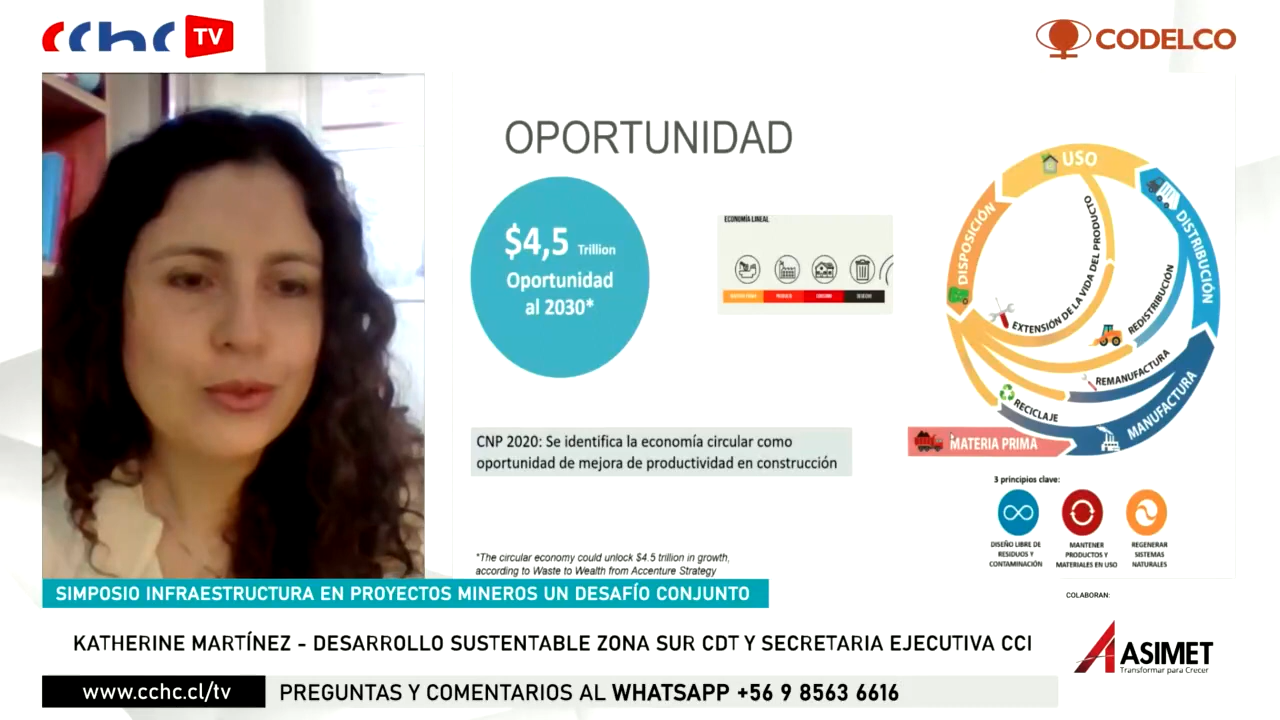 cchc TV
CODELCO
OPORTUNIDAD
$4,5 Trillion
Oportunidad
al 2030*
ECONOMÍA LINEAL
USO
DISTRIBUCIÓN
DISPOSICIÓN
EXTENSIÓN DE LA VIDA DEL PRODUCTO
REDISTRIBUCIÓN
REMANUFACTURA
RECICLAJE
MANUFACTURA
MATERIA PRIMA
CNP 2020: Se identifica la economía circular como
oportunidad de mejora de productividad en construcción
3 principios clave:
DISEÑO LIBRE DE
RESIDUOS Y
CONTAMINACIÓN
MANTENER
PRODUCTOS Y
MATERIALES EN USO
REGENERAR
SISTEMAS
NATURALES
*The circular economy could unlock $4.5 trillion in growth,
according to Waste to Wealth from Accenture Strategy
SIMPOSIO INFRAESTRUCTURA EN PROYECTOS MINEROS UN DESAFÍO CONJUNTO
COLABORAN:
KATHERINE MARTÍNEZ – DESARROLLO SUSTENTABLE ZONA SUR CDT Y SECRETARIA EJECUTIVA CCI
ASIMET
Transformar para Crecer
www.cchc.cl/tv
PREGUNTAS Y COMENTARIOS AL WHATSAPP +56 9 8563 6616